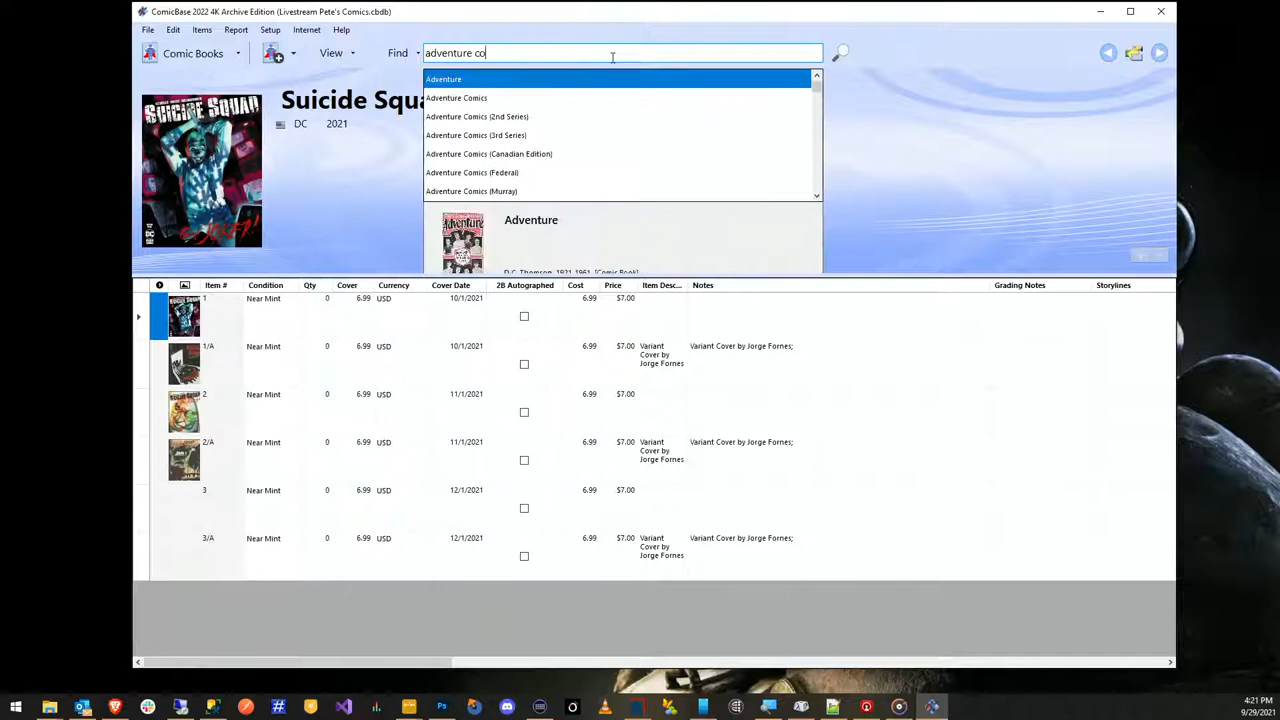 ComicBase 2022 4K Archive Edition (Livestream Pete's Comics.cbdb)
File Edit Items Report Setup Internet Help
Comic Books View Find adventure co
Adventure
Adventure Comics
Adventure Comics (2nd Series)
Adventure Comics (3rd Series)
Adventure Comics (Canadian Edition)
Adventure Comics (Federal)
Adventure Comics (Murray)
SUICIDE SQUAD
Suicide Squ
DC 2021
Adventure
Adventure
D.C. Thomson, 1921-1961, [Comic Book]
Item # Condition Qty Cover Currency Cover Date 2B Autographed Cost Price Item Desc... Notes Grading Notes Storylines
1 Near Mint 0 6.99 USD 10/1/2021 6.99 $7.00
1/A Near Mint 0 6.99 USD 10/1/2021 6.99 $7.00 Variant Cover by Jorge Fornes Variant Cover by Jorge Fornes;
2 Near Mint 0 6.99 USD 11/1/2021 6.99 $7.00
2/A Near Mint 0 6.99 USD 11/1/2021 6.99 $7.00 Variant Cover by Jorge Fornes Variant Cover by Jorge Fornes;
3 Near Mint 0 6.99 USD 12/1/2021 6.99 $7.00
3/A Near Mint 0 6.99 USD 12/1/2021 6.99 $7.00 Variant Cover by Jorge Fornes Variant Cover by Jorge Fornes;
4:21 PM
9/29/2021